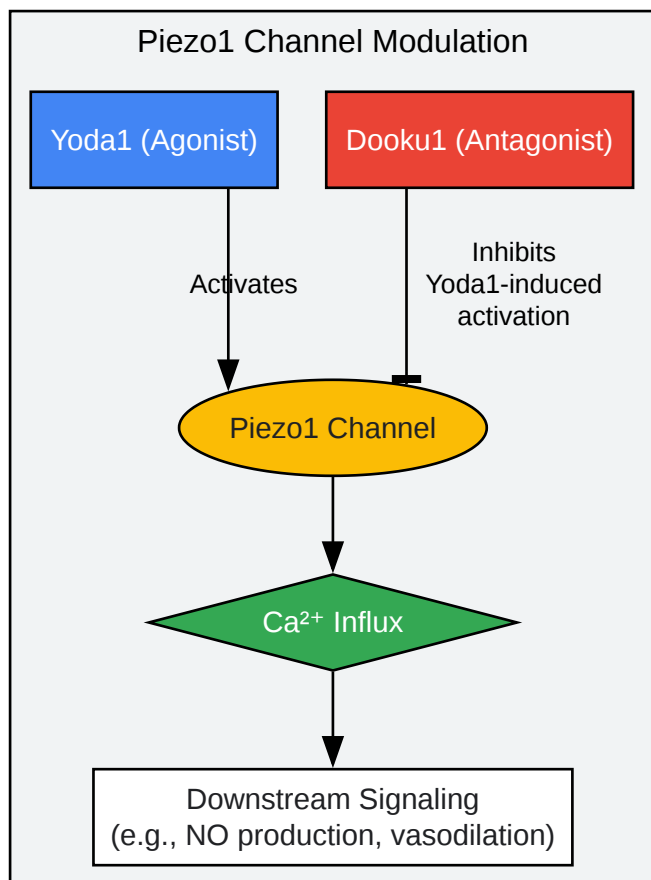 Piezo1 Channel Modulation
Yoda1 (Agonist)
Dooku1 (Antagonist)
Activates
Inhibits
Yoda1-induced
activation
Piezo1 Channel
Ca²⁺ Influx
Downstream Signaling
(e.g., NO production, vasodilation)